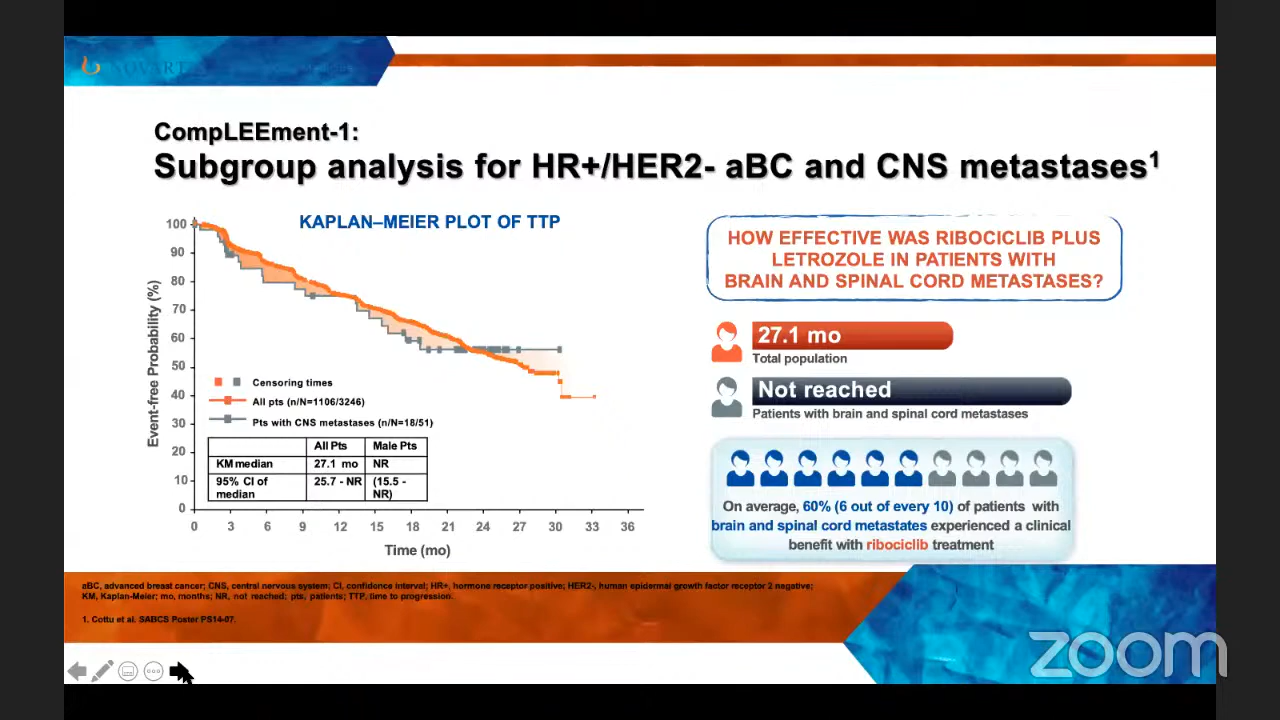 NOVART
CompLEEment-1:
Subgroup analysis for HR+/HER2- aBC and CNS metastases1
KAPLAN–MEIER PLOT OF TTP
Event-free Probability (%)
100
90
80
70
60
50
40
30
20
10
0
Censoring times
All pts (n/N=1106/3246)
Pts with CNS metastases (n/N=18/51)
All Pts Male Pts
KM median 27.1 mo NR
95% CI of median 25.7 - NR (15.5 - NR)
0 3 6 9 12 15 18 21 24 27 30 33 36
Time (mo)
HOW EFFECTIVE WAS RIBOCICLIB PLUS
LETROZOLE IN PATIENTS WITH
BRAIN AND SPINAL CORD METASTASES?
27.1 mo
Total population
Not reached
Patients with brain and spinal cord metastases
On average, 60% (6 out of every 10) of patients with
brain and spinal cord metastates experienced a clinical
benefit with ribociclib treatment
aBC, advanced breast cancer; CNS, central nervous system; CI, confidence interval; HR+, hormone receptor positive; HER2-, human epidermal growth factor receptor 2 negative;
KM, Kaplan-Meier; mo, months; NR, not reached; pts, patients; TTP, time to progression.
1. Cottu et al. SABCS Poster PS14-07.
zoom